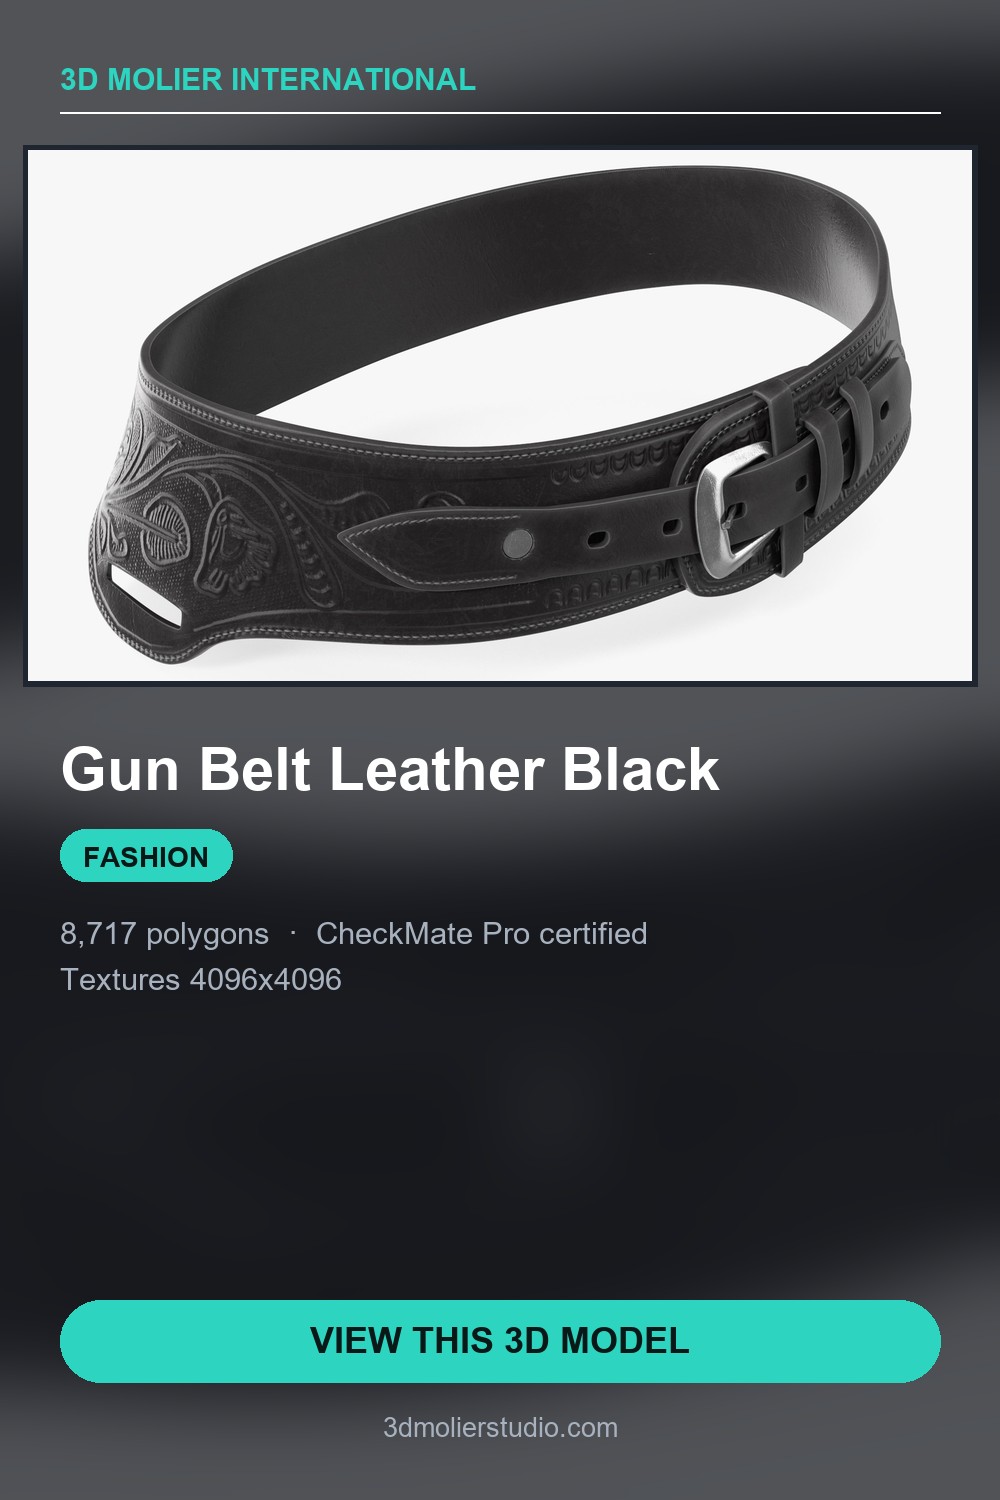 3D MOLIER INTERNATIONAL
Gun Belt Leather Black
FASHION
8,717 polygons · CheckMate Pro certified
Textures 4096x4096
VIEW THIS 3D MODEL
3dmolierstudio.com